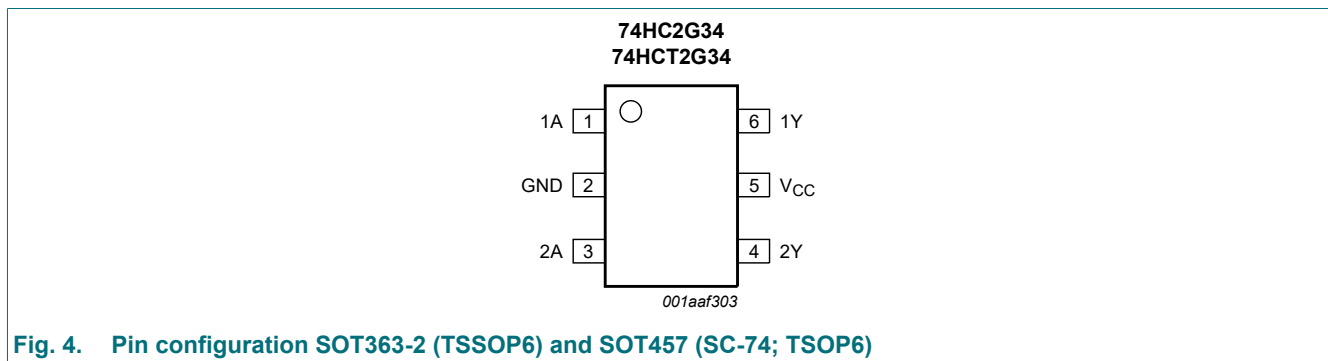 74HC2G34
74HCT2G34
1A 1 6 1Y
GND 2 5 VCC
2A 3 4 2Y
001aaf303
Fig. 4. Pin configuration SOT363-2 (TSSOP6) and SOT457 (SC-74; TSOP6)